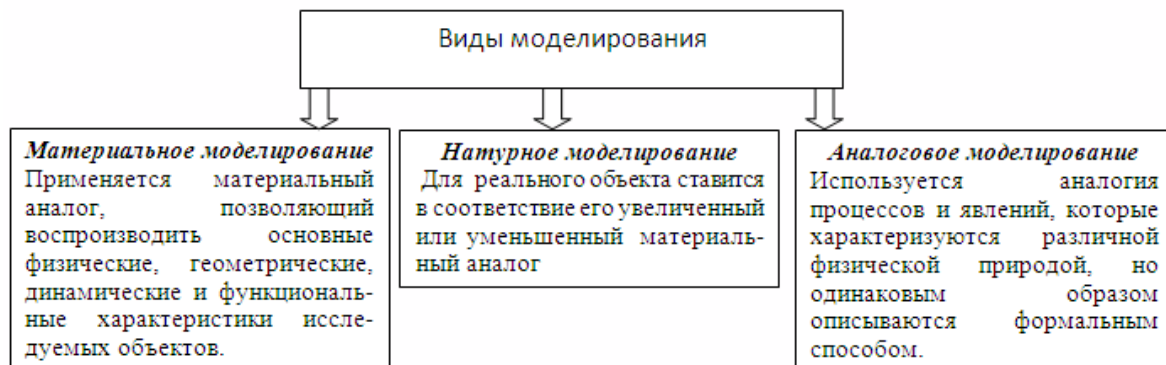 Виды моделирования
Материальное моделирование
Применяется материальный
аналог, позволяющий
воспроизводить основные
физические, геометрические,
динамические и функциональ-
ные характеристики иссле-
дуемых объектов.
Натурное моделирование
Для реального объекта ставится
в соответствие его увеличенный
или уменьшенный материаль-
ный аналог
Аналоговое моделирование
Используется аналогия
процессов и явлений, которые
характеризуются различной
физической природой, но
одинаковым образом
описываются формальным
способом.